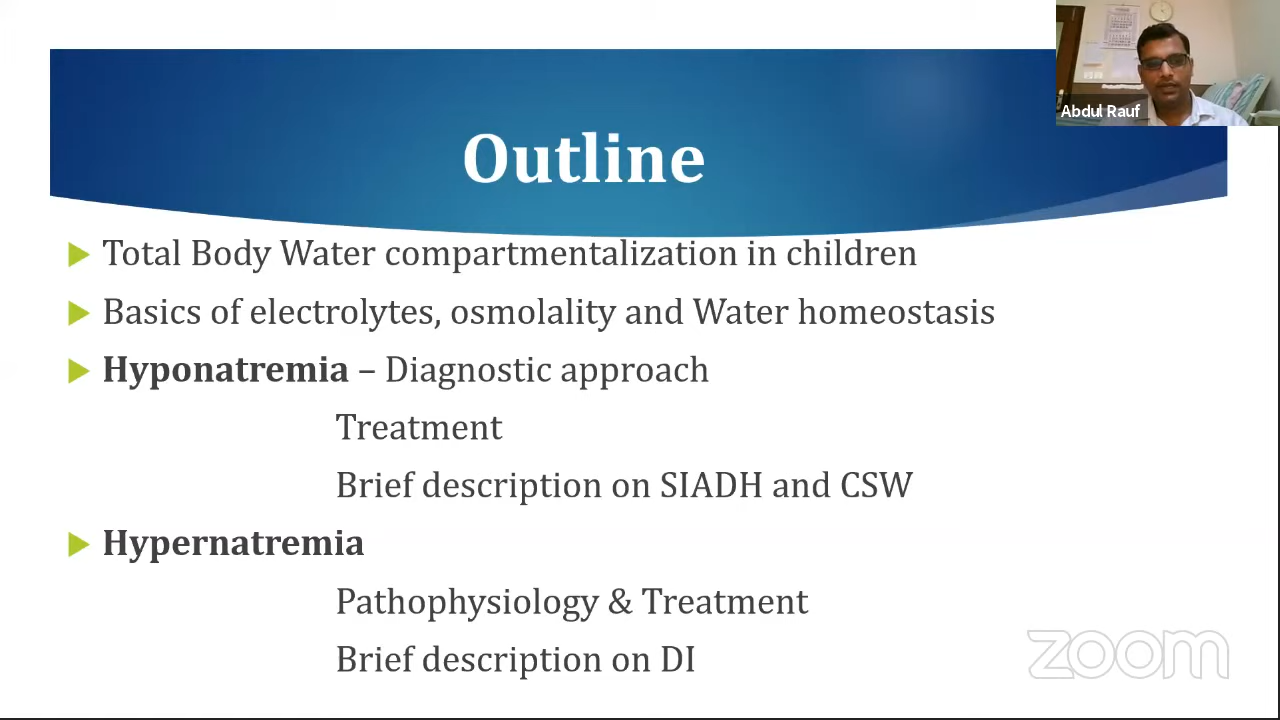 Abdul Rauf
Outline
Total Body Water compartmentalization in children
Basics of electrolytes, osmolality and Water homeostasis
Hyponatremia – Diagnostic approach
Treatment
Brief description on SIADH and CSW
Hypernatremia
Pathophysiology & Treatment
Brief description on DI
zoom